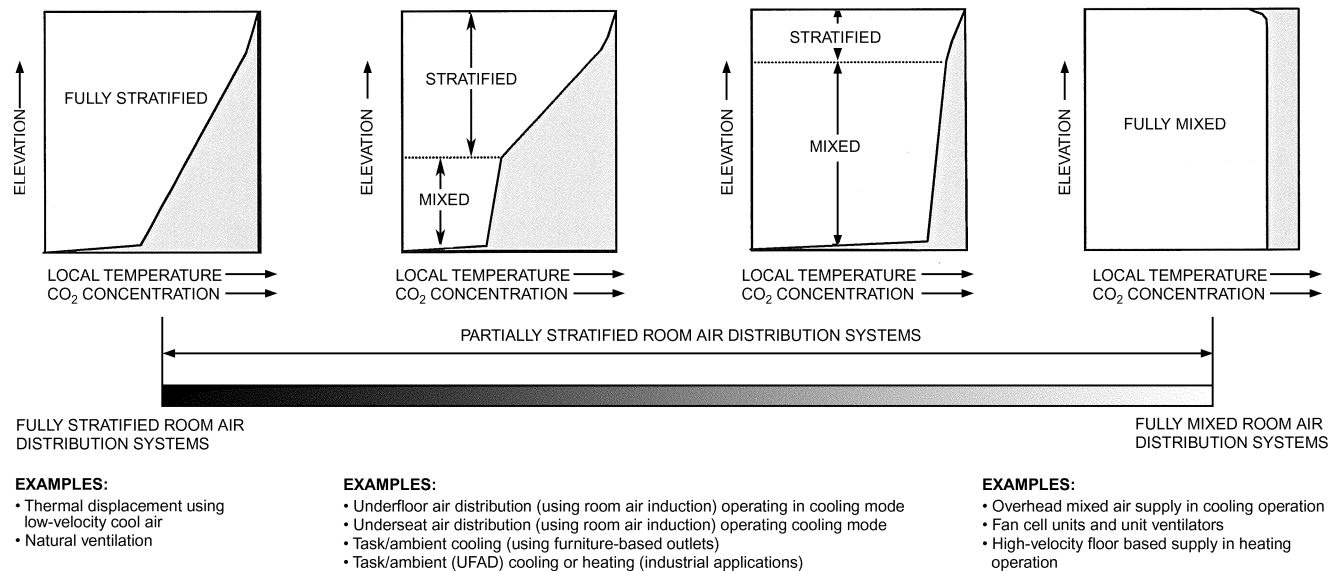 FULLY STRATIFIED
ELEVATION
LOCAL TEMPERATURE
CO₂ CONCENTRATION
STRATIFIED
MIXED
ELEVATION
LOCAL TEMPERATURE
CO₂ CONCENTRATION
STRATIFIED
MIXED
ELEVATION
LOCAL TEMPERATURE
CO₂ CONCENTRATION
FULLY MIXED
ELEVATION
LOCAL TEMPERATURE
CO₂ CONCENTRATION
PARTIALLY STRATIFIED ROOM AIR DISTRIBUTION SYSTEMS
FULLY STRATIFIED ROOM AIR
DISTRIBUTION SYSTEMS
FULLY MIXED ROOM AIR
DISTRIBUTION SYSTEMS
EXAMPLES:
• Thermal displacement using
low-velocity cool air
• Natural ventilation
EXAMPLES:
• Underfloor air distribution (using room air induction) operating in cooling mode
• Underseat air distribution (using room air induction) operating cooling mode
• Task/ambient cooling (using furniture-based outlets)
• Task/ambient (UFAD) cooling or heating (industrial applications)
EXAMPLES:
• Overhead mixed air supply in cooling operation
• Fan cell units and unit ventilators
• High-velocity floor based supply in heating
operation